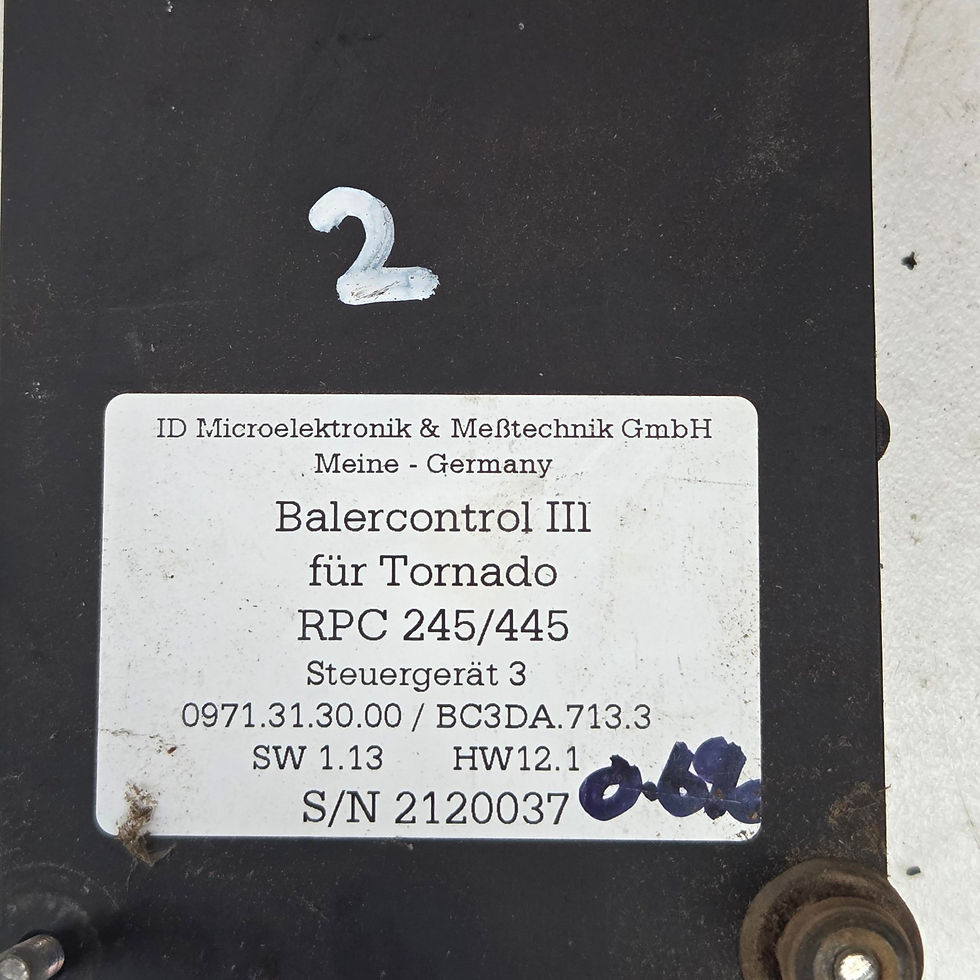 2
ID Microelektronik & Meßtechnik GmbH
Meine - Germany
Balercontrol III
für Tornado
RPC 245/445
Steuergerät 3
0971.31.30.00 / BC3DA.713.3
SW 1.13 HW12.1
S/N 2120037